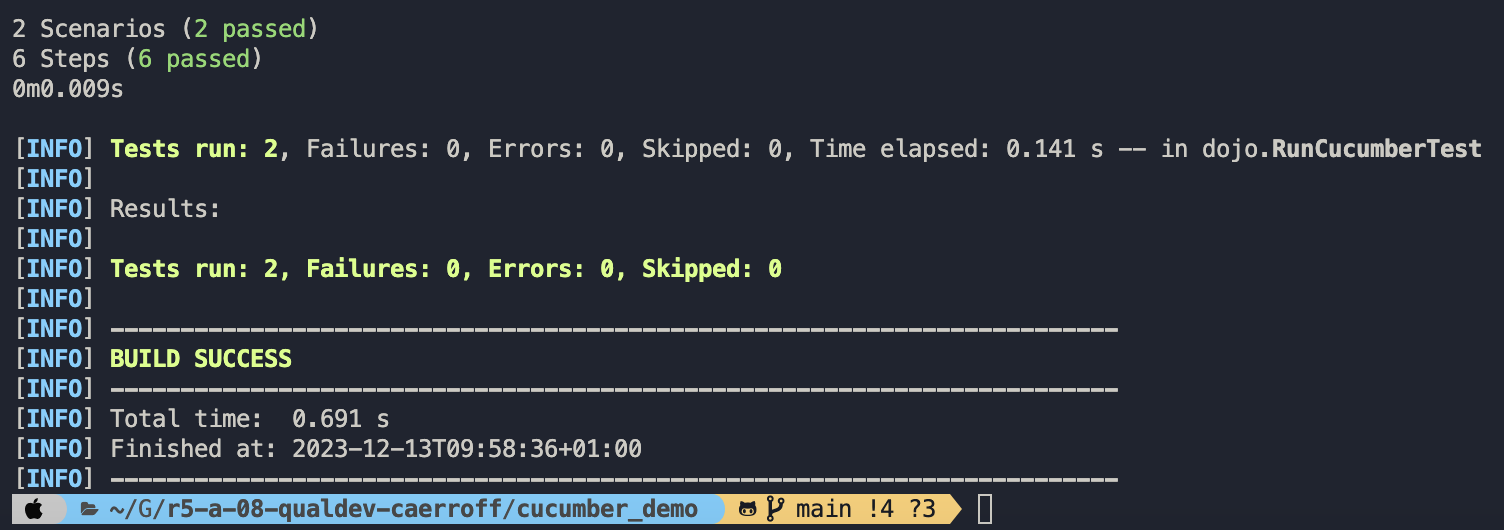 2 Scenarios (2 passed)
6 Steps (6 passed)
0m0.009s
[INFO] Tests run: 2, Failures: 0, Errors: 0, Skipped: 0, Time elapsed: 0.141 s -- in dojo.RunCucumberTest
[INFO]
[INFO] Results:
[INFO]
[INFO] Tests run: 2, Failures: 0, Errors: 0, Skipped: 0
[INFO]
[INFO] ------------------------------------------------------------------------
[INFO] BUILD SUCCESS
[INFO] ------------------------------------------------------------------------
[INFO] Total time:  0.691 s
[INFO] Finished at: 2023-12-13T09:58:36+01:00
[INFO] ------------------------------------------------------------------------
~/G/r5-a-08-qualdev-caerroff/cucumber_demo main !4 ?3